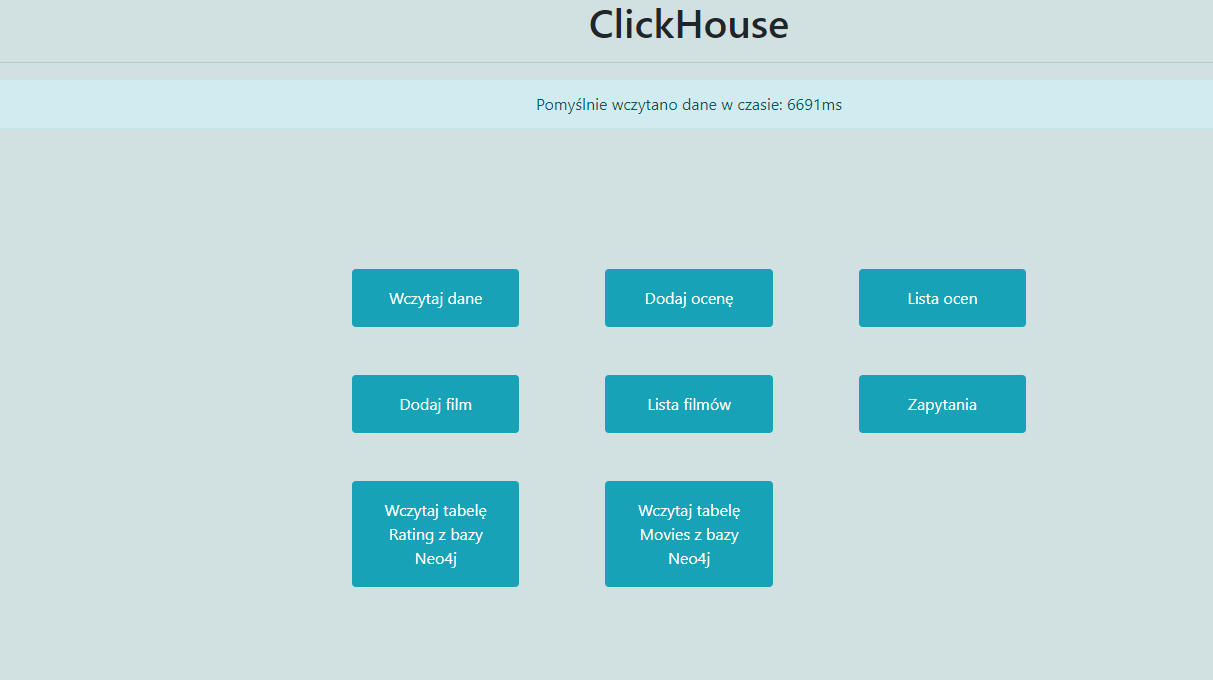 ClickHouse
Pomyślnie wczytano dane w czasie: 6691ms
Wczytaj dane
Dodaj ocenę
Lista ocen
Dodaj film
Lista filmów
Zapytania
Wczytaj tabelę
Rating z bazy
Neo4j
Wczytaj tabelę
Movies z bazy
Neo4j